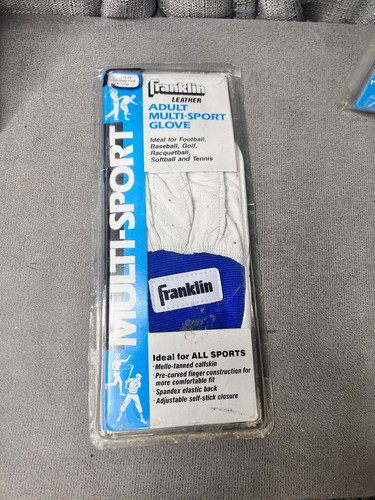 Franklin
LEATHER
ADULT
MULTI-SPORT
GLOVE
Ideal for Football,
Baseball, Golf,
Racquetball,
Softball and Tennis
MULTI-SPORT
Franklin
Ideal for ALL SPORTS
· Mello-tanned calfskin
· Pre-curved finger construction for
more comfortable fit
· Spandex elastic back
· Adjustable self-stick closure